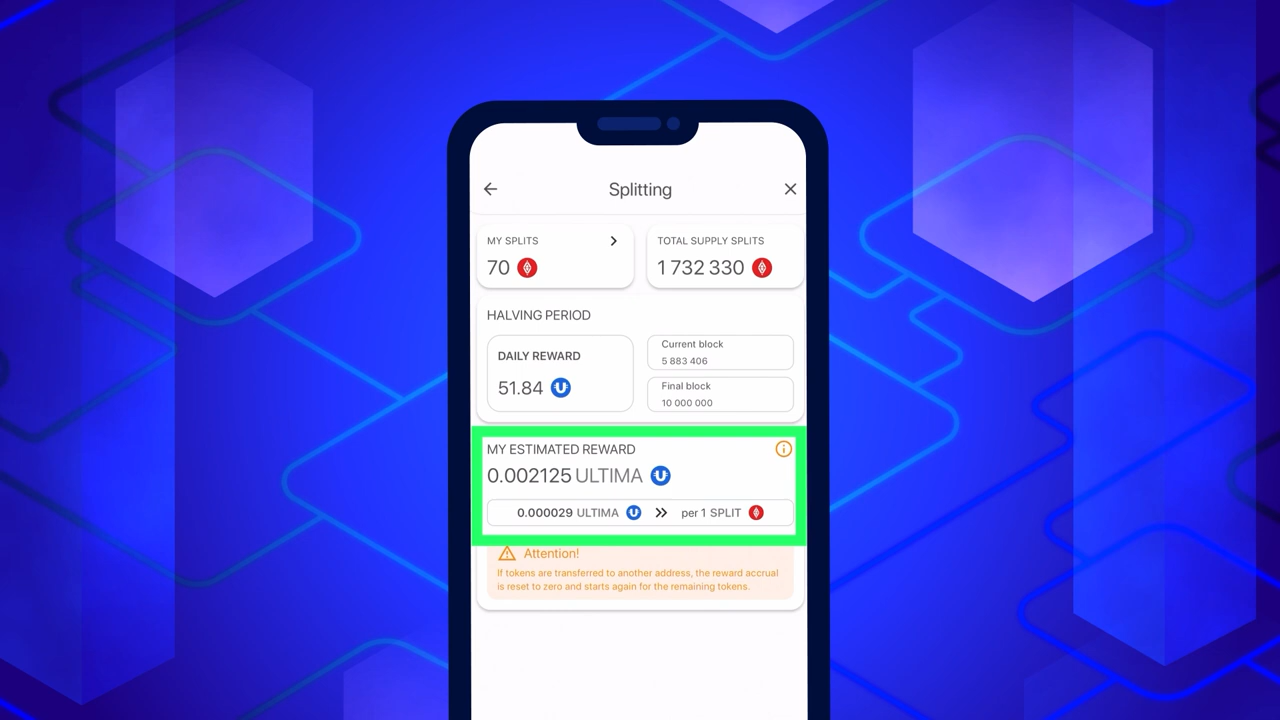 Splitting
MY SPLITS
70
TOTAL SUPPLY SPLITS
1 732 330
HALVING PERIOD
DAILY REWARD
51.84
Current block
5 883 406
Final block
10 000 000
MY ESTIMATED REWARD
0.002125 ULTIMA
0.000029 ULTIMA >> per 1 SPLIT
Attention!
If tokens are transferred to another address, the reward accrual
is reset to zero and starts again for the remaining tokens.